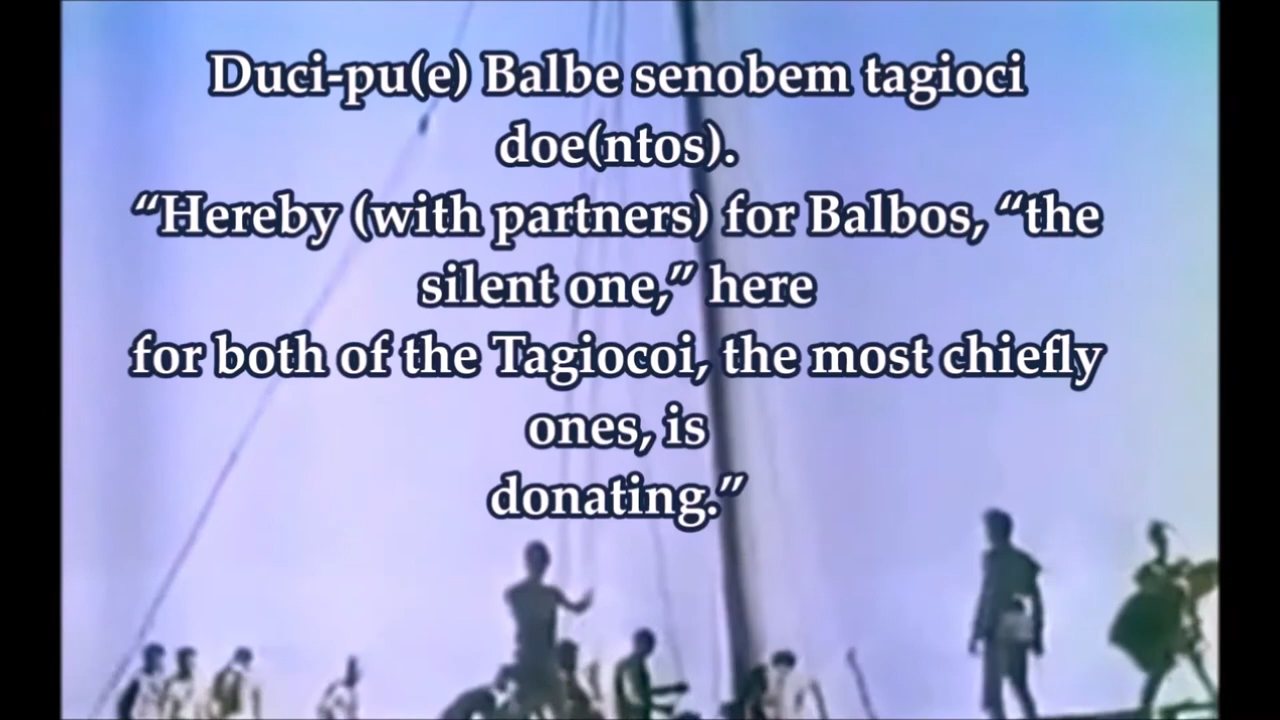 Duci-pu(e) Balbe senobem tagioci
doe(ntos).
“Hereby (with partners) for Balbos, “the
silent one,” here
for both of the Tagiocoi, the most chiefly
ones, is
donating.”